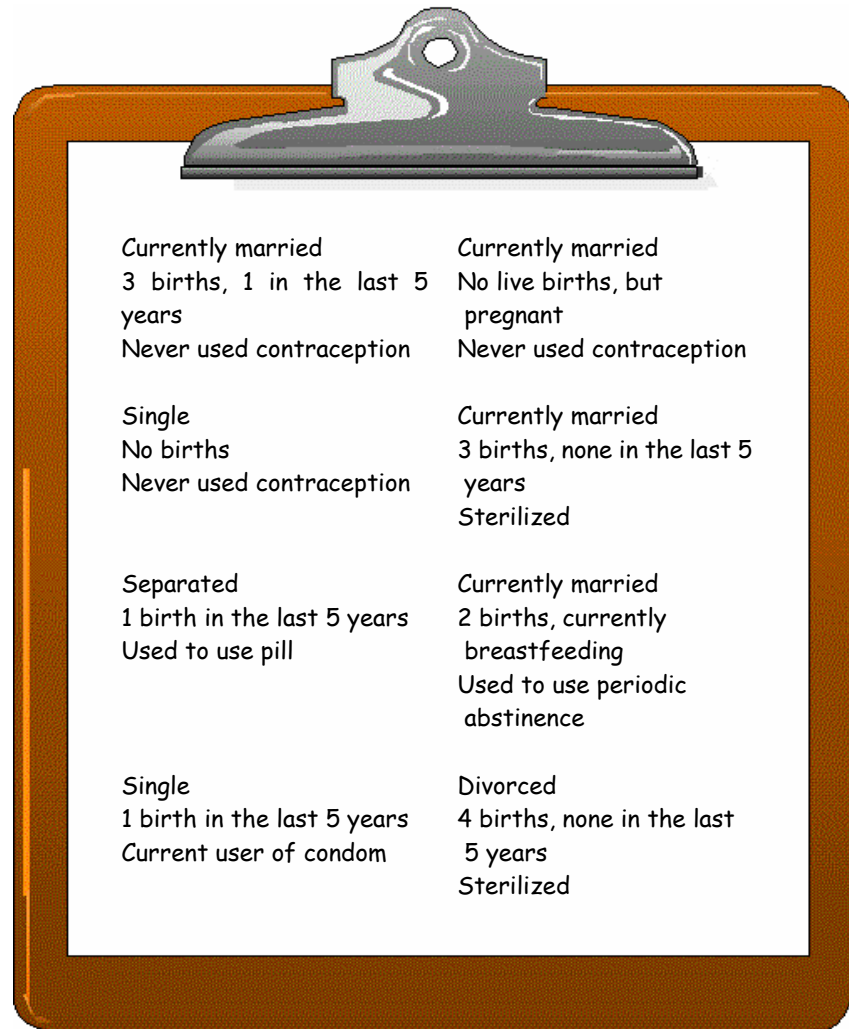 Currently married
3 births, 1 in the last 5
years
Never used contraception
Currently married
No live births, but
pregnant
Never used contraception
Single
No births
Never used contraception
Currently married
3 births, none in the last 5
years
Sterilized
Separated
1 birth in the last 5 years
Used to use pill
Currently married
2 births, currently
breastfeeding
Used to use periodic
abstinence
Single
1 birth in the last 5 years
Current user of condom
Divorced
4 births, none in the last
5 years
Sterilized